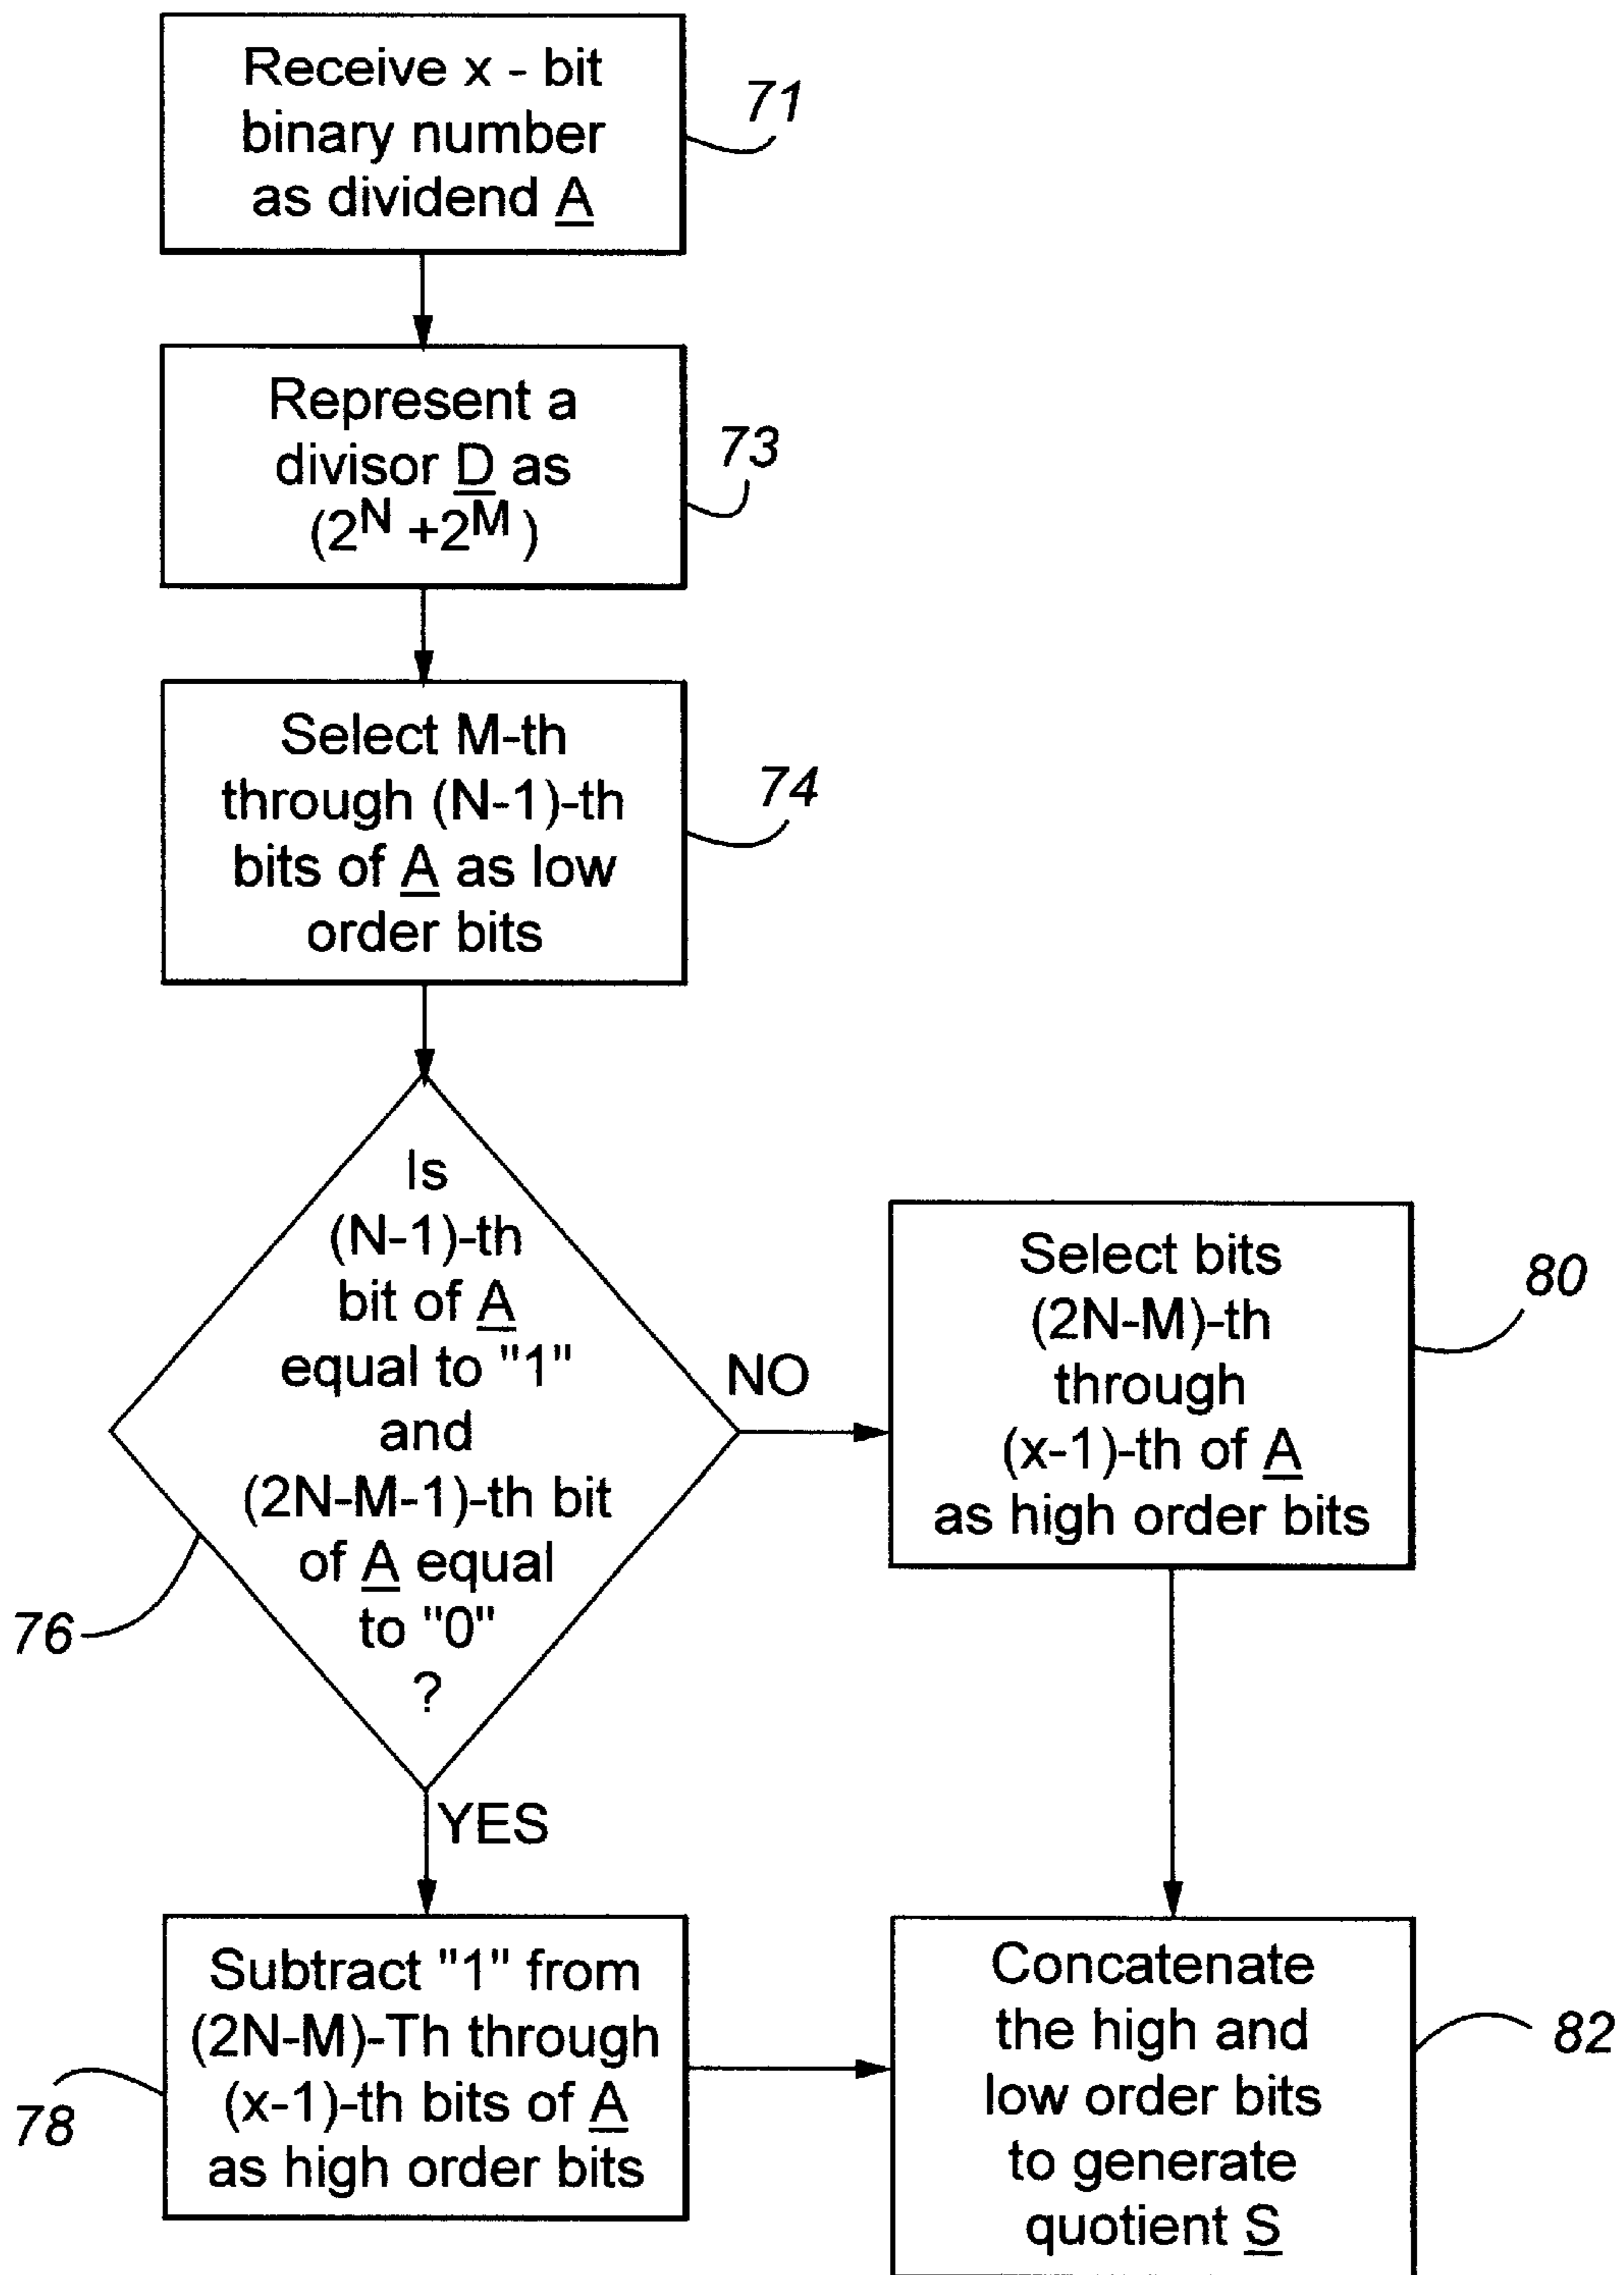 Receive x - bit
binary number
as dividend A
71
Represent a
divisor D as
(2^N +2^M )
73
Select M-th
through (N-1)-th
bits of A as low
order bits
74
Is
(N-1)-th
bit of A
equal to "1"
and
(2N-M-1)-th bit
of A equal
to "0"
?
76
NO
YES
Select bits
(2N-M)-th
through
(x-1)-th of A
as high order bits
80
Subtract "1" from
(2N-M)-Th through
(x-1)-th bits of A
as high order bits
78
Concatenate
the high and
low order bits
to generate
quotient S
82